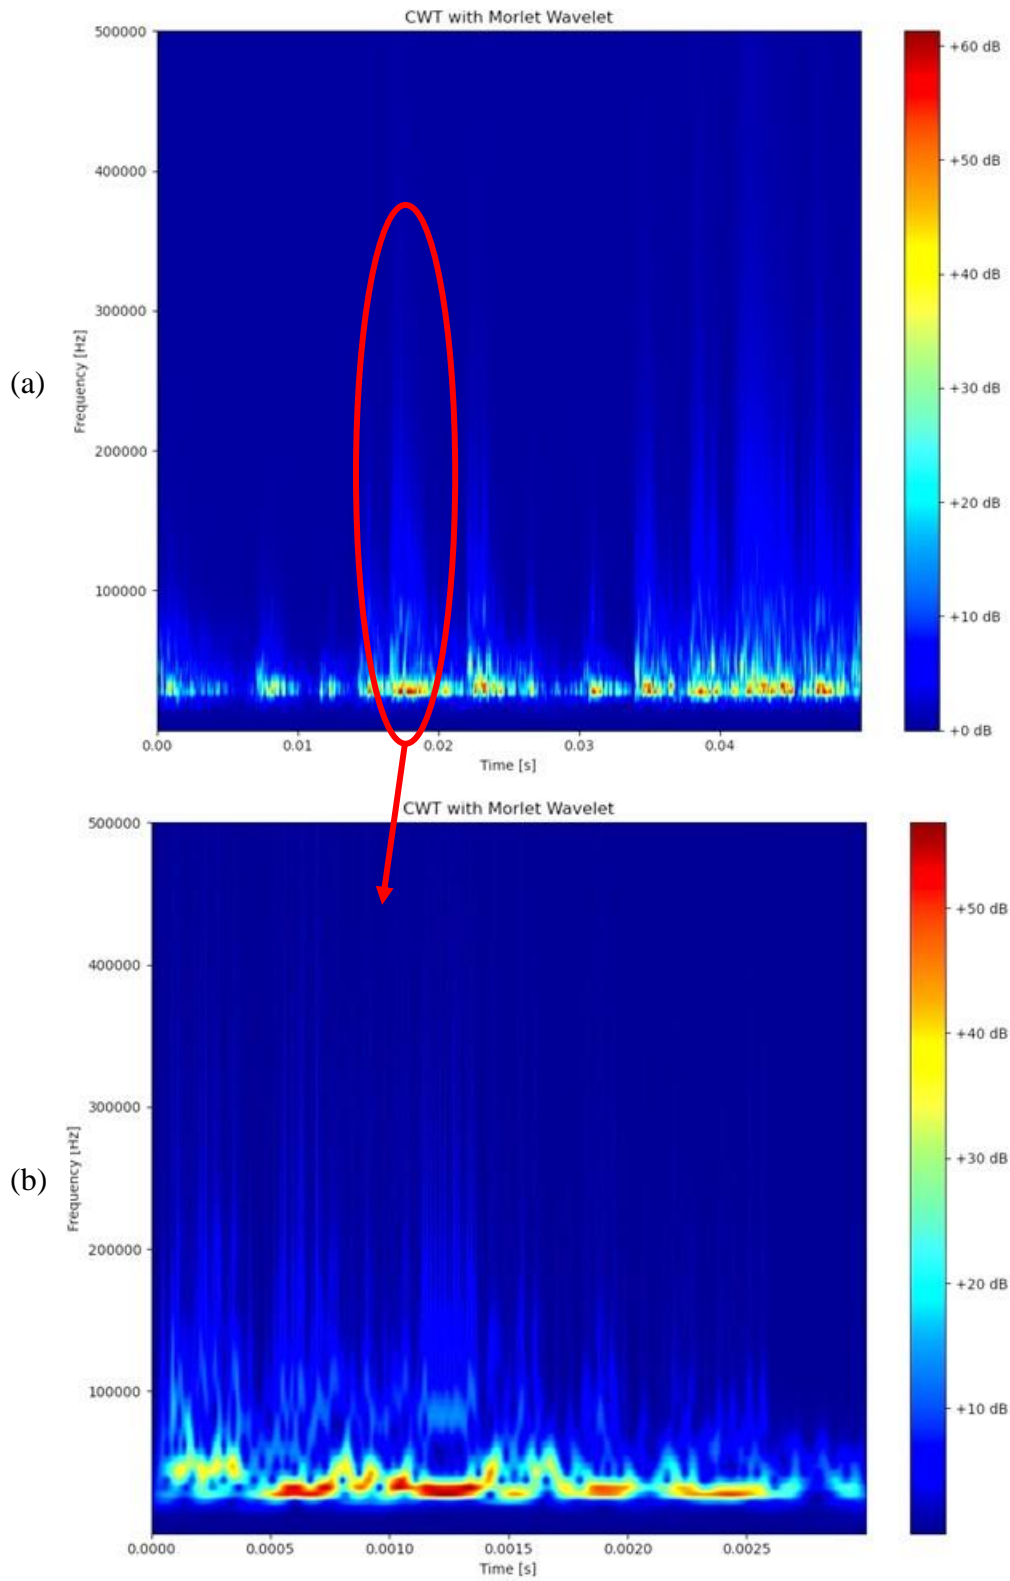 CWT with Morlet Wavelet
500000
400000
300000
200000
100000
Frequency [Hz]
(a)
0.00 0.01 0.02 0.03 0.04
Time [s]
+60 dB
+50 dB
+40 dB
+30 dB
+20 dB
+10 dB
+0 dB
CWT with Morlet Wavelet
500000
400000
300000
200000
100000
Frequency [Hz]
(b)
0.0000 0.0005 0.0010 0.0015 0.0020 0.0025
Time [s]
+50 dB
+40 dB
+30 dB
+20 dB
+10 dB